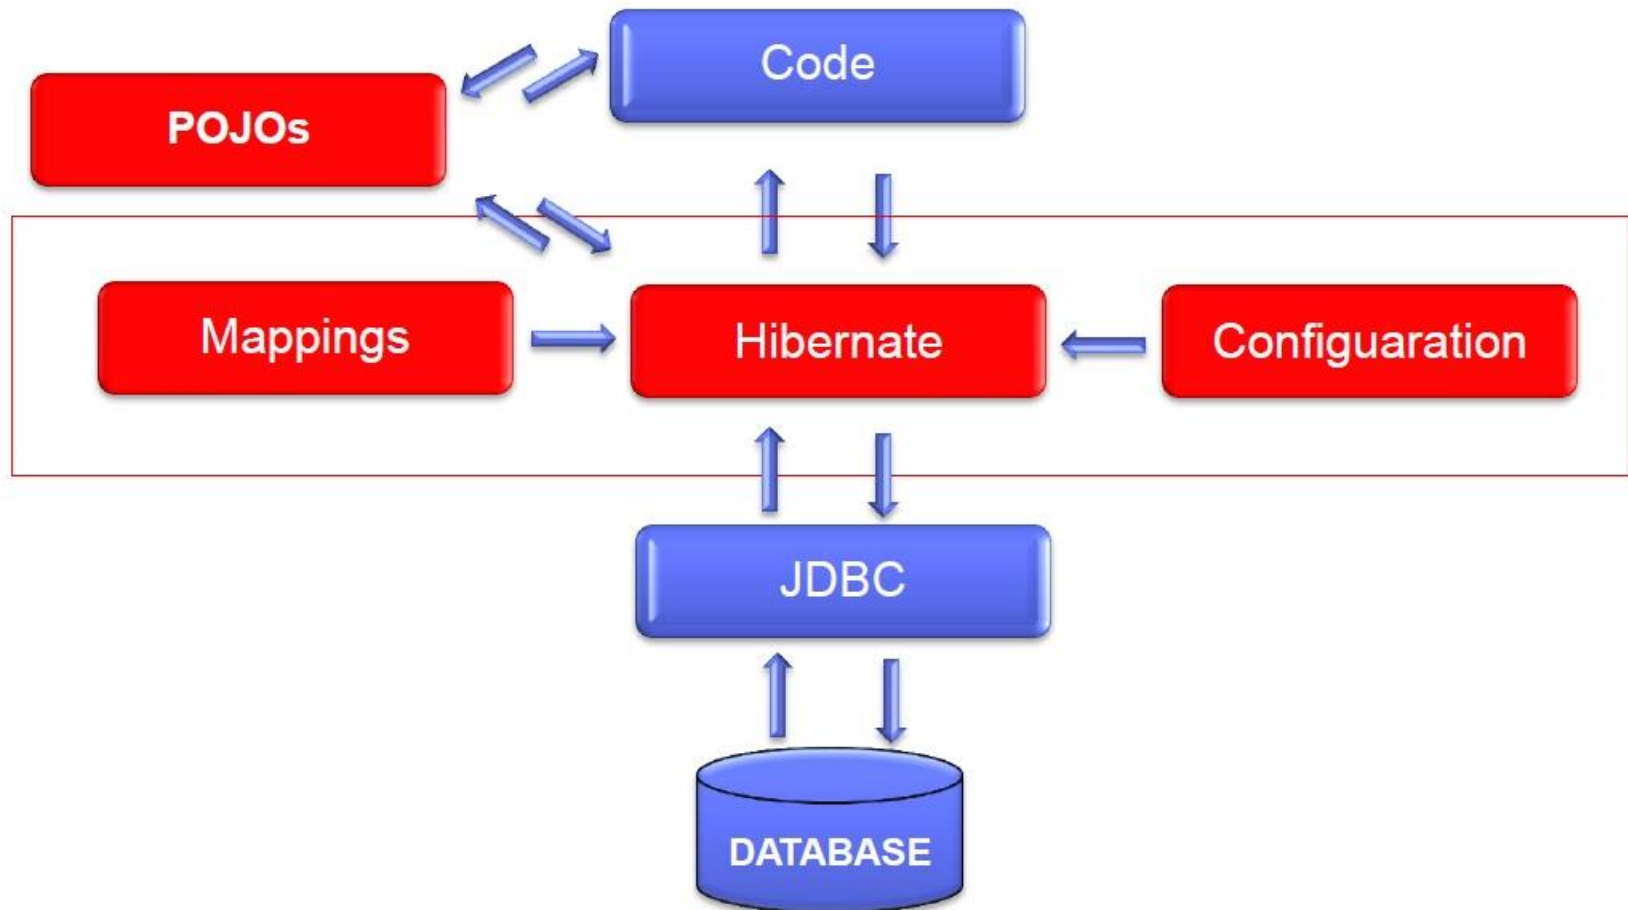 Code
POJOs
Mappings
Hibernate
Configuaration
JDBC
DATABASE